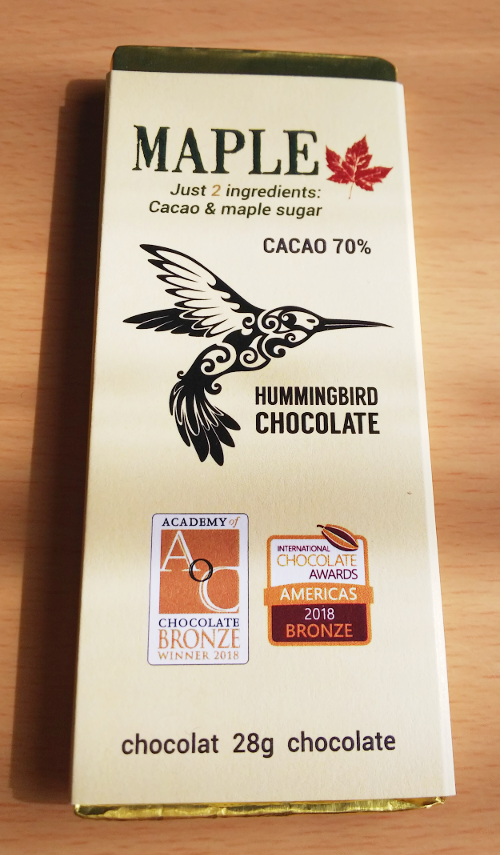 MAPLE
Just 2 ingredients:
Cacao & maple sugar
CACAO 70%
HUMMINGBIRD
CHOCOLATE
ACADEMY of
AOC
CHOCOLATE
BRONZE
WINNER 2018
INTERNATIONAL
CHOCOLATE
AWARDS
AMERICAS
2018
BRONZE
chocolat 28g chocolate